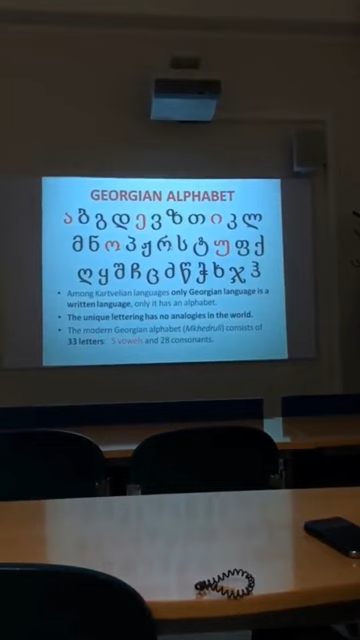 GEORGIAN ALPHABET
ა ბ გ დ ე ვ ზ თ ი კ ლ
მ ნ ო პ ჟ რ ს ტ უ ფ ქ
ღ ყ შ ჩ ც ძ წ ჭ ხ ჯ ჰ
• Among Kartvelian languages only Georgian language is a
written language, only it has an alphabet.
• The unique lettering has no analogies in the world.
• The modern Georgian alphabet (Mkhedruli) consists of
33 letters: 5 vowels and 28 consonants.